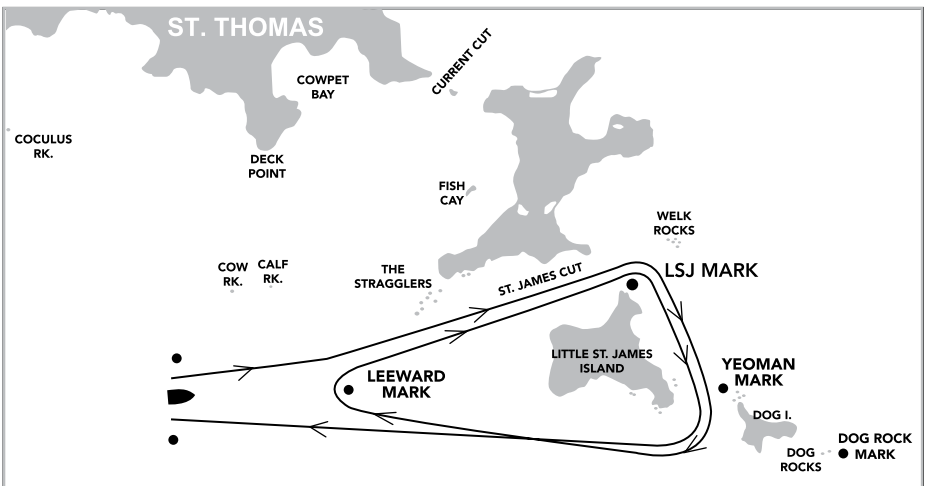 ST. THOMAS
CURRENT CUT
COWPET
BAY
COCULUS
RK.
DECK
POINT
FISH
CAY
WELK
ROCKS
COW
RK.
CALF
RK.
THE
STRAGGLERS
ST. JAMES CUT
LSJ MARK
LITTLE ST. JAMES
ISLAND
YEOMAN
MARK
LEEWARD
MARK
DOG I.
DOG
ROCKS
DOG ROCK
MARK